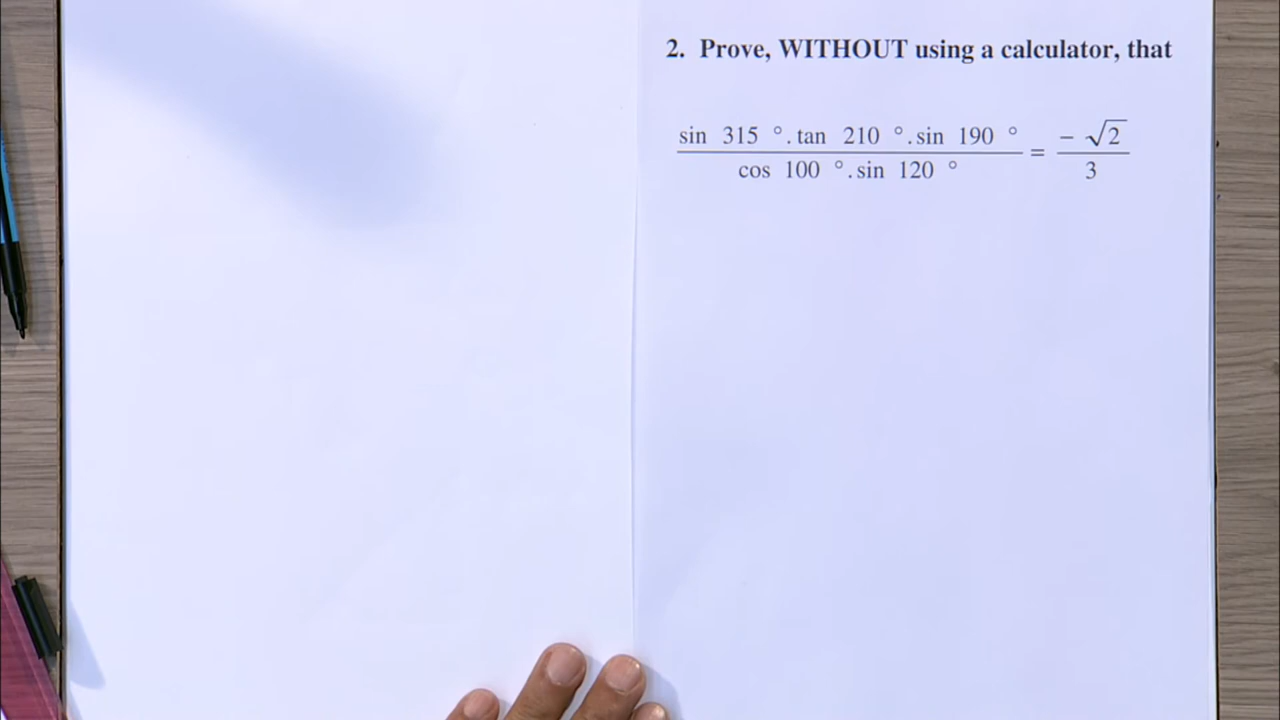 2. Prove, WITHOUT using a calculator, that
sin 315 °. tan 210 °. sin 190 ° / cos 100 °. sin 120 ° = − √2 / 3